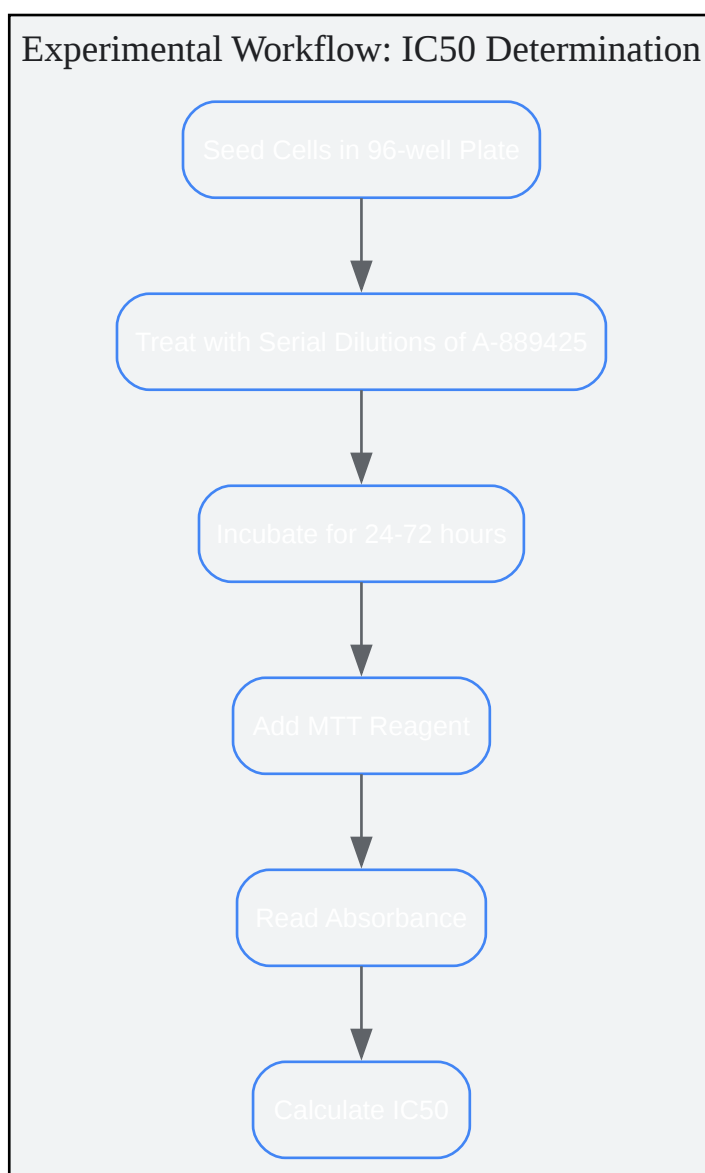 Experimental Workflow: IC50 Determination
Seed Cells in 96-well Plate
Treat with Serial Dilutions of A-889425
Incubate for 24-72 hours
Add MTT Reagent
Read Absorbance
Calculate IC50